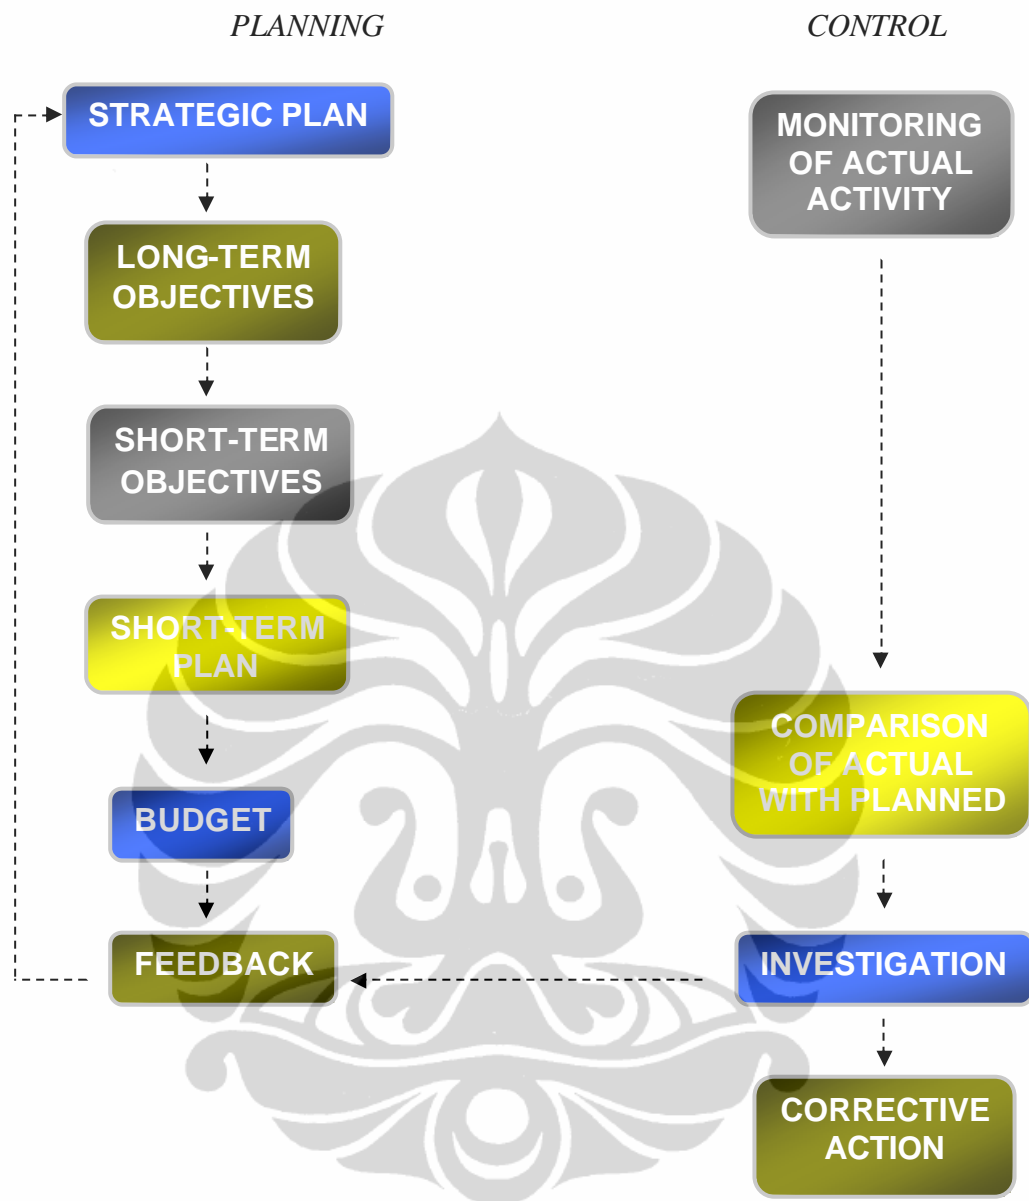 PLANNING
STRATEGIC PLAN
LONG-TERM
OBJECTIVES
SHORT-TERM
OBJECTIVES
SHORT-TERM
PLAN
BUDGET
FEEDBACK
CONTROL
MONITORING
OF ACTUAL
ACTIVITY
COMPARISON
OF ACTUAL
WITH PLANNED
INVESTIGATION
CORRECTIVE
ACTION